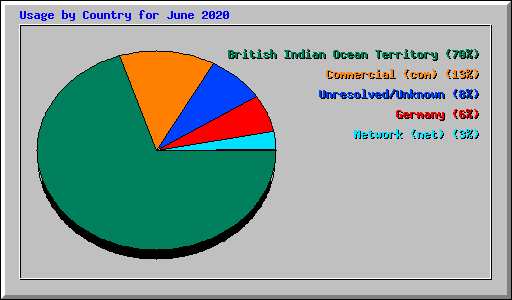 Usage by Country for June 2020
British Indian Ocean Territory (70%)
Commercial (com) (13%)
Unresolved/Unknown (8%)
Germany (6%)
Network (net) (3%)